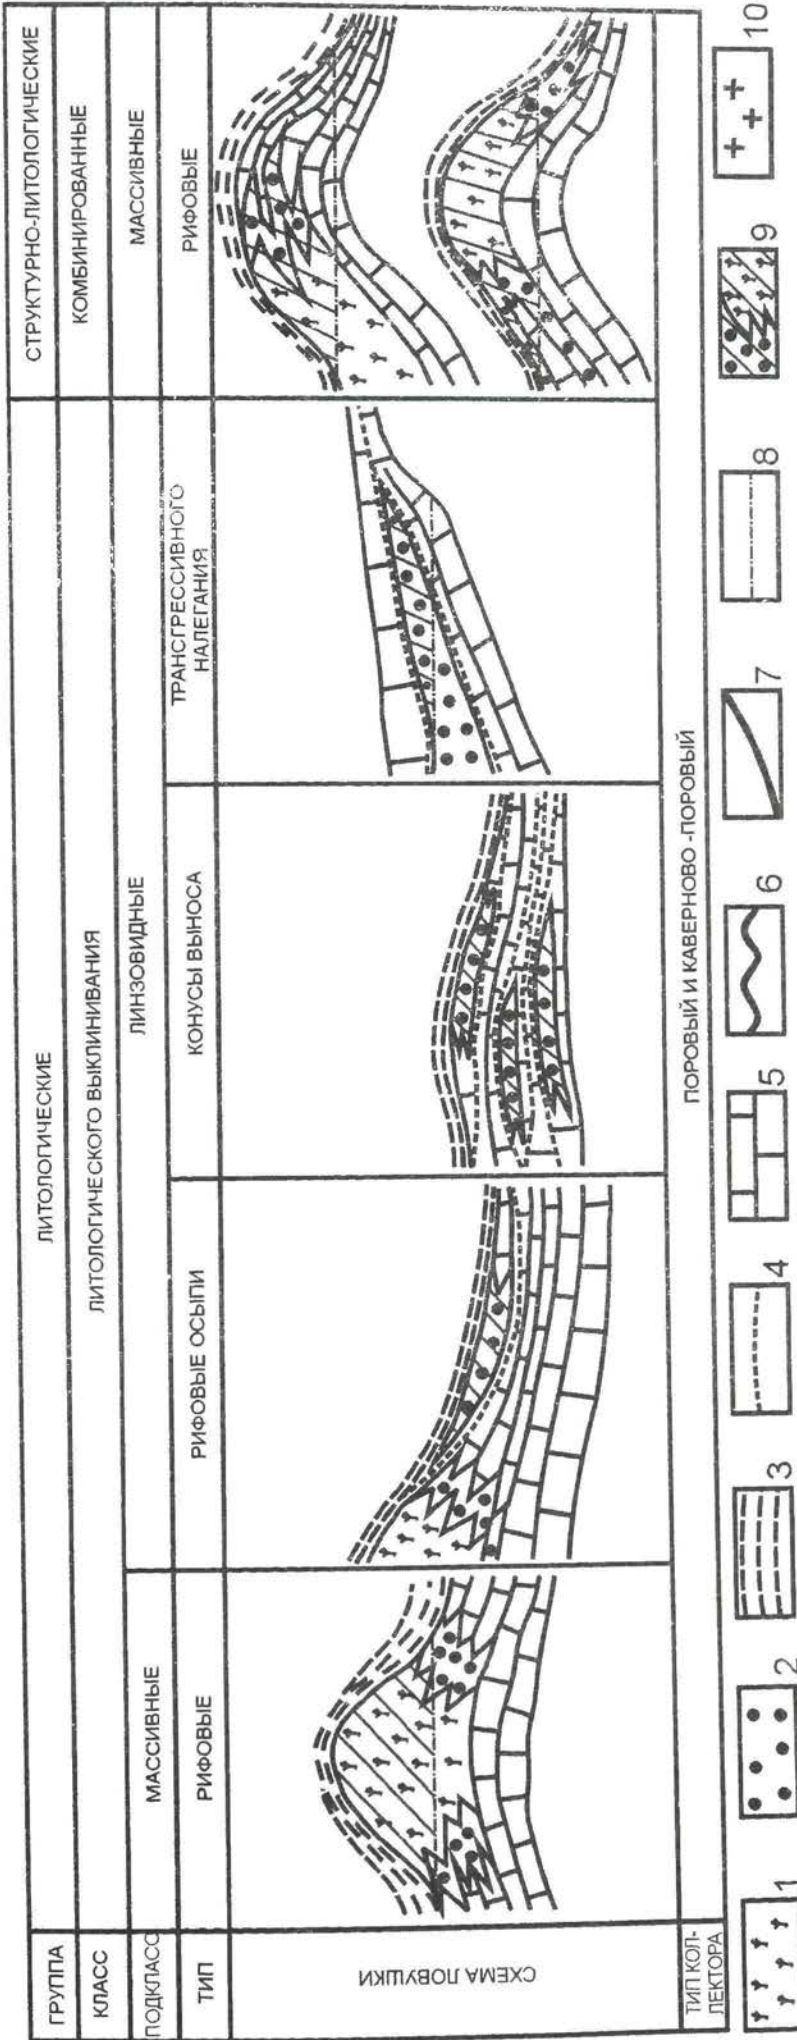 ГРУППА
ЛИТОЛОГИЧЕСКИЕ
СТРУКТУРНО-ЛИТОЛОГИЧЕСКИЕ
КЛАСС
ЛИТОЛОГИЧЕСКОГО ВЫКЛИНИВАНИЯ
КОМБИНИРОВАННЫЕ
ПОДКЛАСС
МАССИВНЫЕ
ЛИНЗОВИДНЫЕ
МАССИВНЫЕ
ТИП
РИФОВЫЕ
РИФОВЫЕ ОСЫПИ
КОНУСЫ ВЫНОСА
ТРАНСГРЕССИВНОГО
НАЛЕГАНИЯ
РИФОВЫЕ
СХЕМА ЛОВУШКИ
ТИП КОЛ-
ЛЕКТОРА
ПОРОВЫЙ И КАВЕРНОВО -ПОРОВЫЙ
1
2
3
4
5
6
7
8
9
10